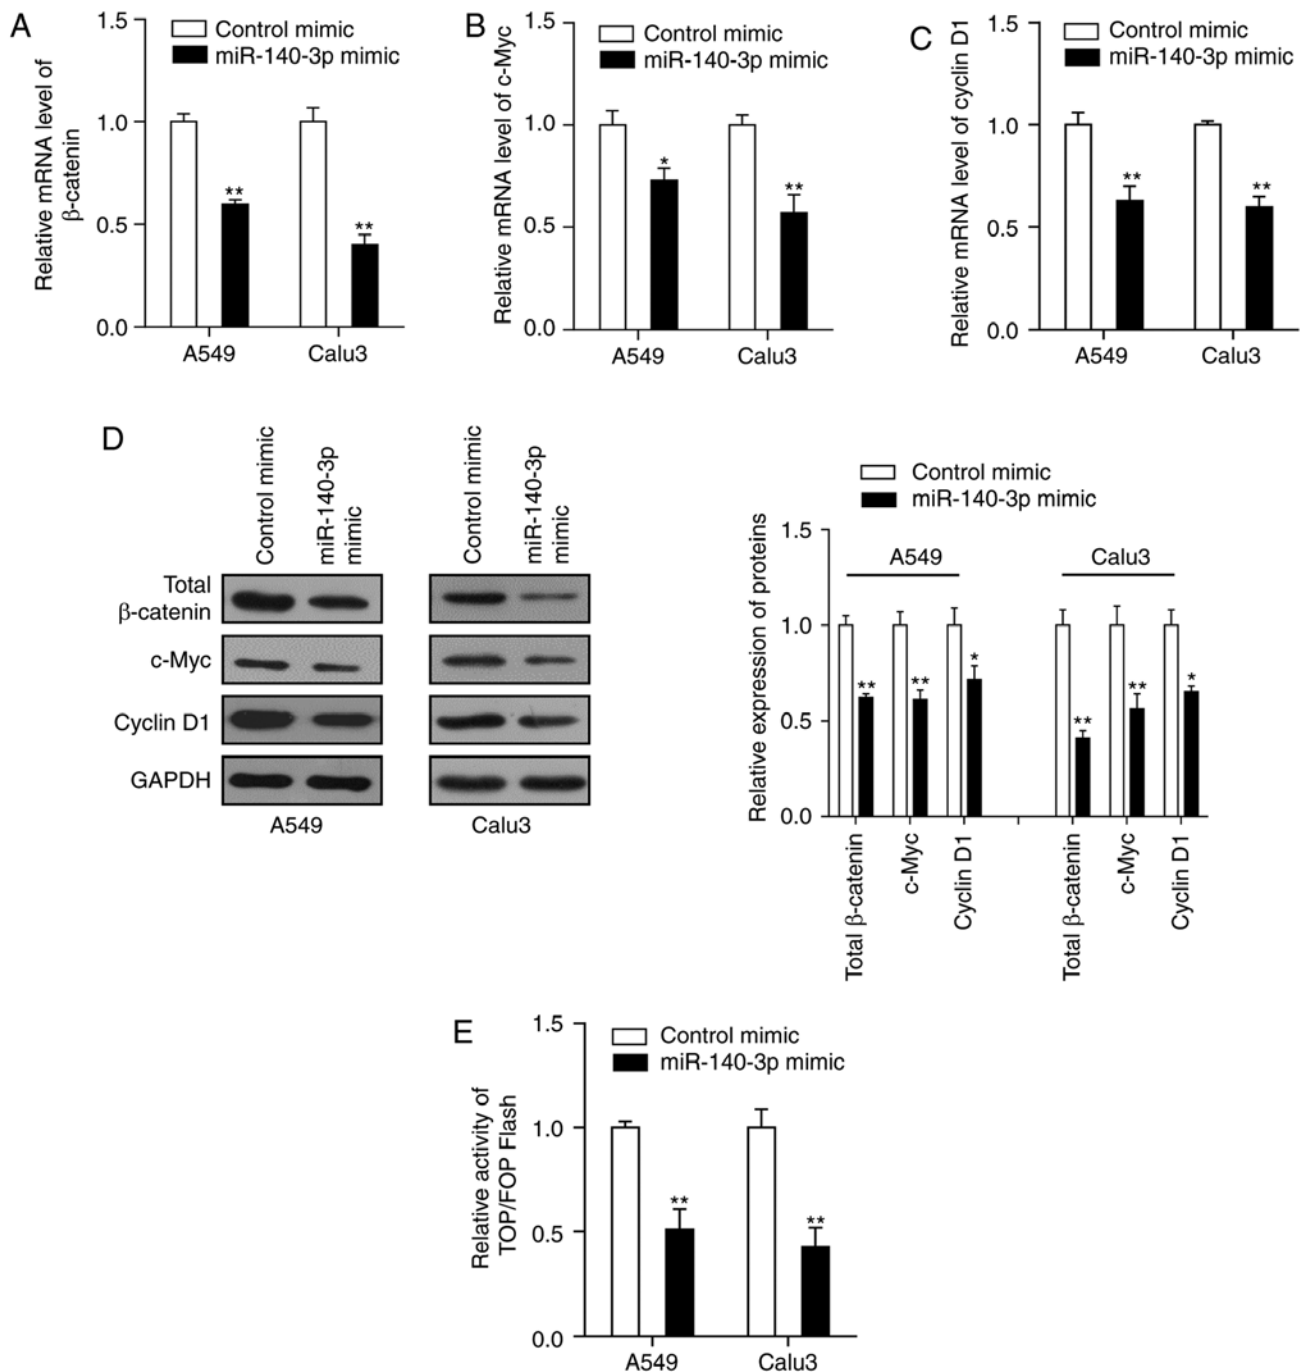 A
Relative mRNA level of
β-catenin
1.5
1.0
0.5
0.0
Control mimic
miR-140-3p mimic
**
**
A549
Calu3
B
Relative mRNA level of c-Myc
1.5
1.0
0.5
0.0
Control mimic
miR-140-3p mimic
*
**
A549
Calu3
C
Relative mRNA level of cyclin D1
1.5
1.0
0.5
0.0
Control mimic
miR-140-3p mimic
**
**
A549
Calu3
D
Control mimic
miR-140-3p
mimic
Control mimic
miR-140-3p
mimic
Total
β-catenin
c-Myc
Cyclin D1
GAPDH
A549
Calu3
Control mimic
miR-140-3p mimic
Relative expression of proteins
1.5
1.0
0.5
0.0
A549
Calu3
**
**
*
**
**
*
Total β-catenin
c-Myc
Cyclin D1
Total β-catenin
c-Myc
Cyclin D1
E
Relative activity of
TOP/FOP Flash
1.5
1.0
0.5
0.0
Control mimic
miR-140-3p mimic
**
**
A549
Calu3